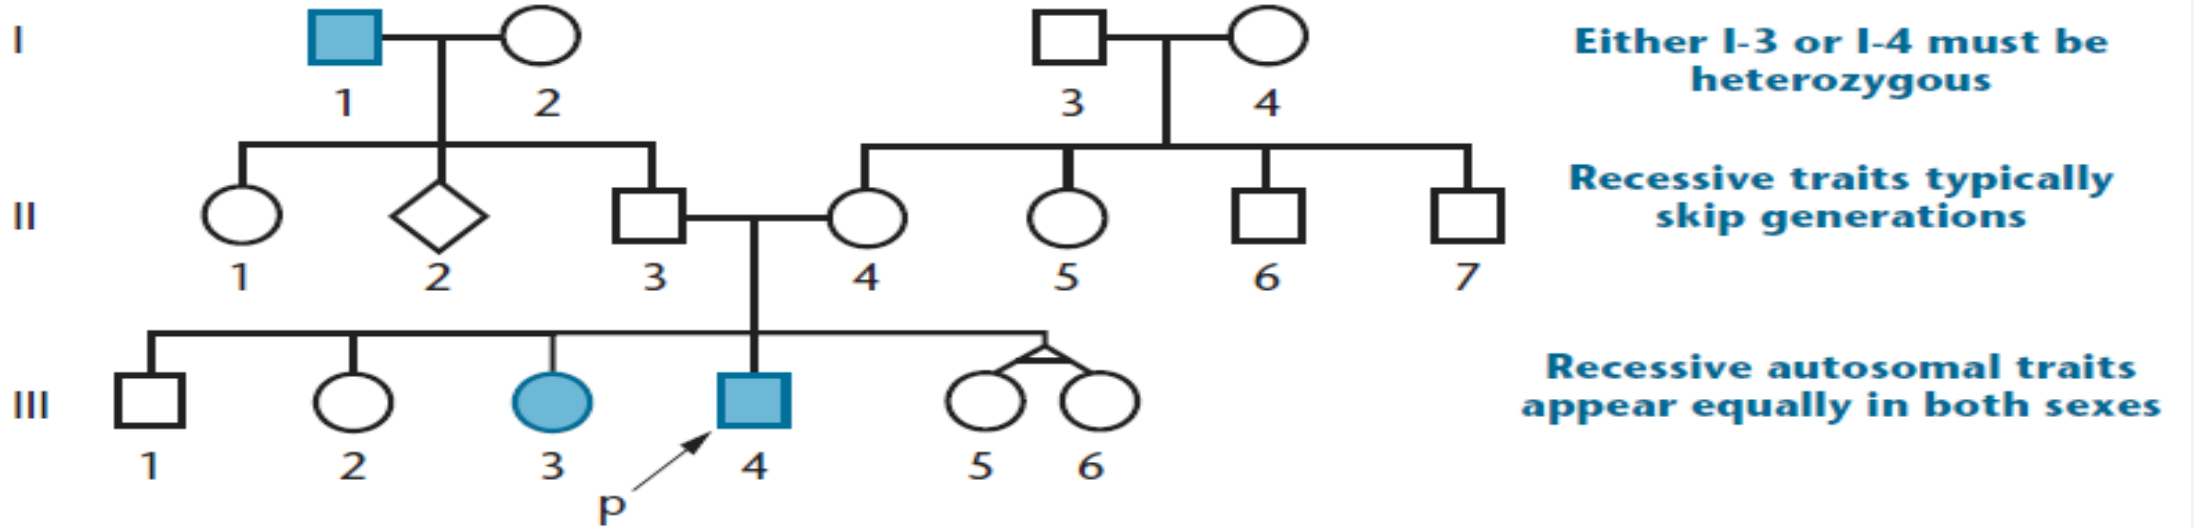 I
1 2 3 4
Either I-3 or I-4 must be
heterozygous
II
1 2 3 4 5 6 7
Recessive traits typically
skip generations
III
1 2 3 4 5 6
p
Recessive autosomal traits
appear equally in both sexes